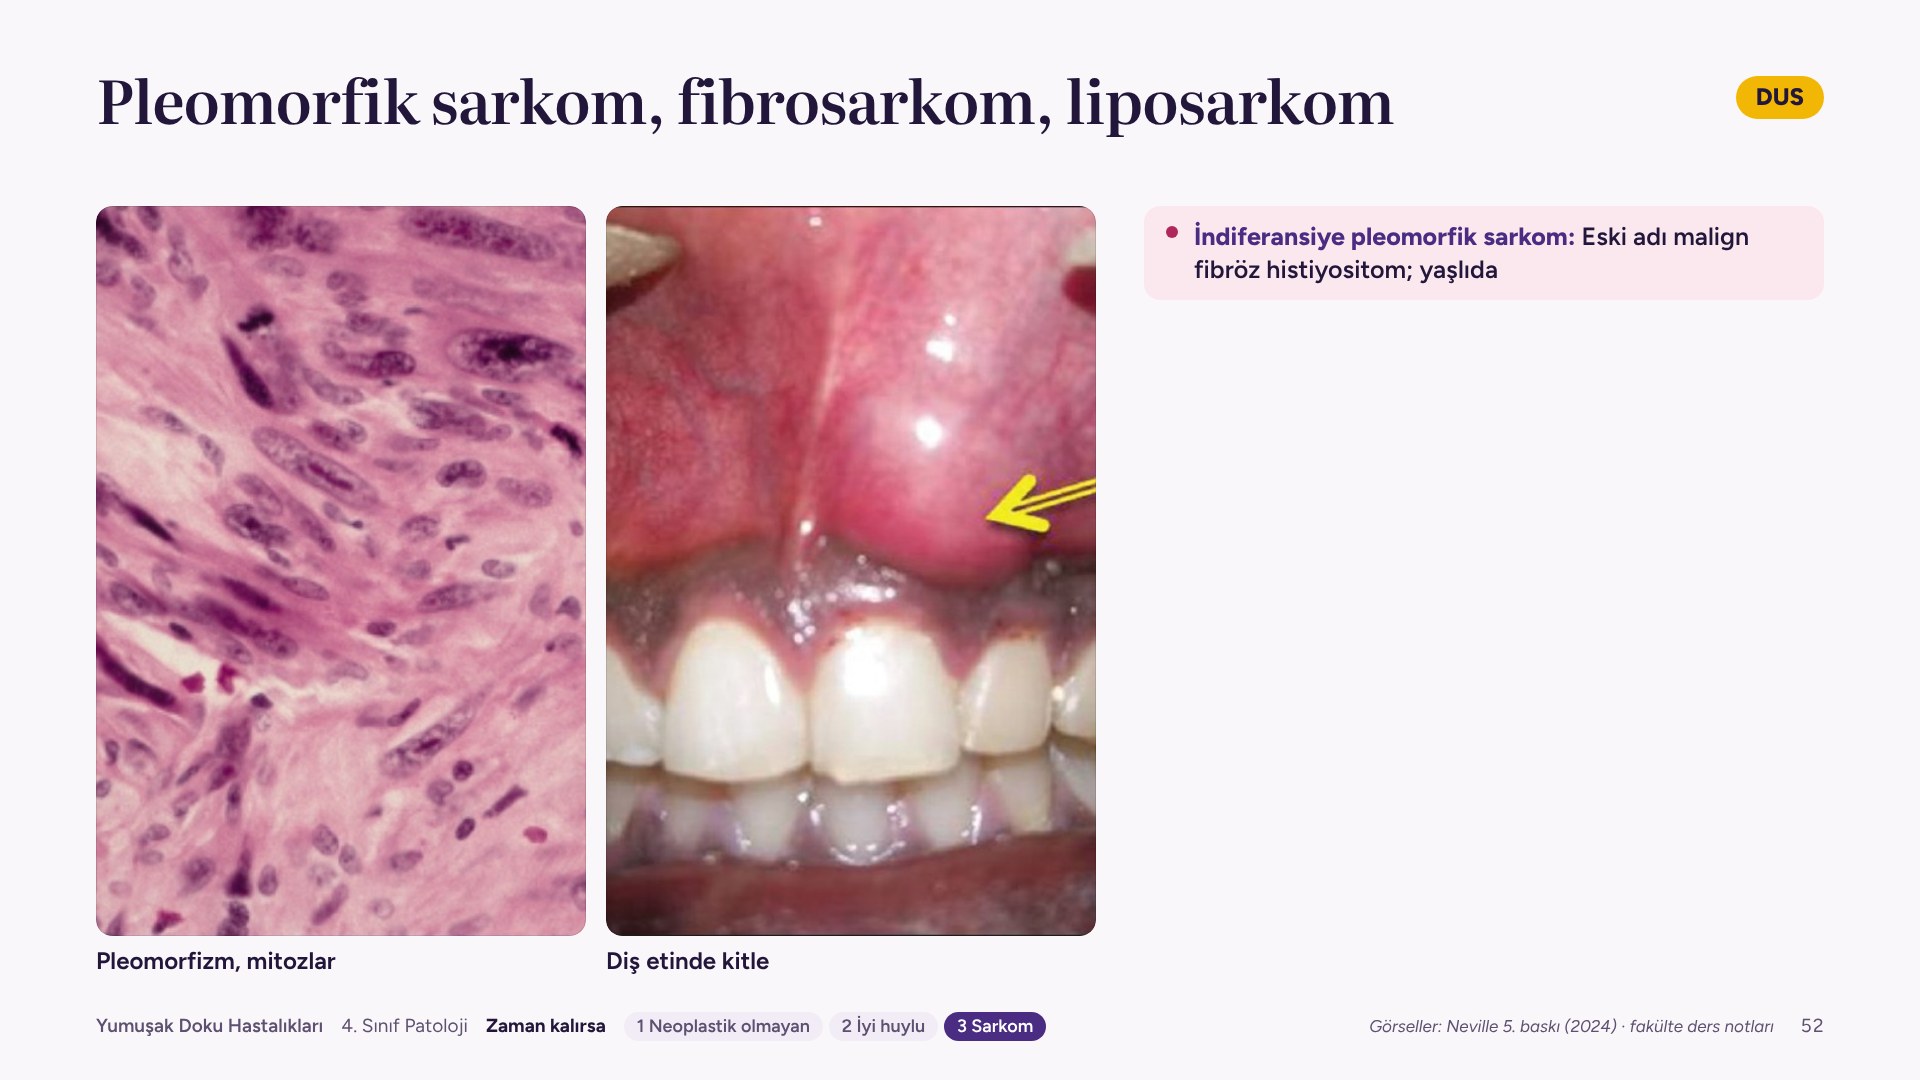 Pleomorfik sarkom, fibrosarkom, liposarkom
DUS
İndiferansiye pleomorfik sarkom: Eski adı malign
fibröz histiyositom; yaşlıda
Pleomorfizm, mitozlar
Diş etinde kitle
Yumuşak Doku Hastalıkları 4. Sınıf Patoloji Zaman kalırsa 1 Neoplastik olmayan 2 İyi huylu 3 Sarkom
Görseller: Neville 5. baskı (2024) · fakülte ders notları 52